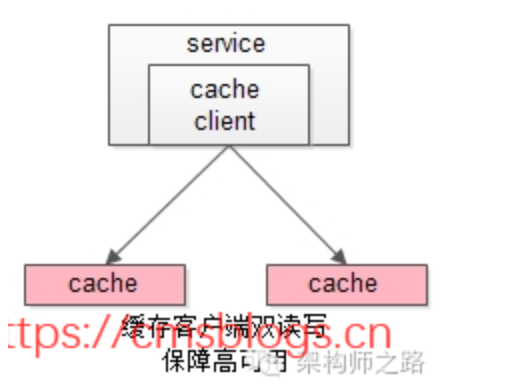 service
cache
client
cache
cache
缓存客户端双读写
ttps://cmsblogs.cn
保障高可用
架构师之路